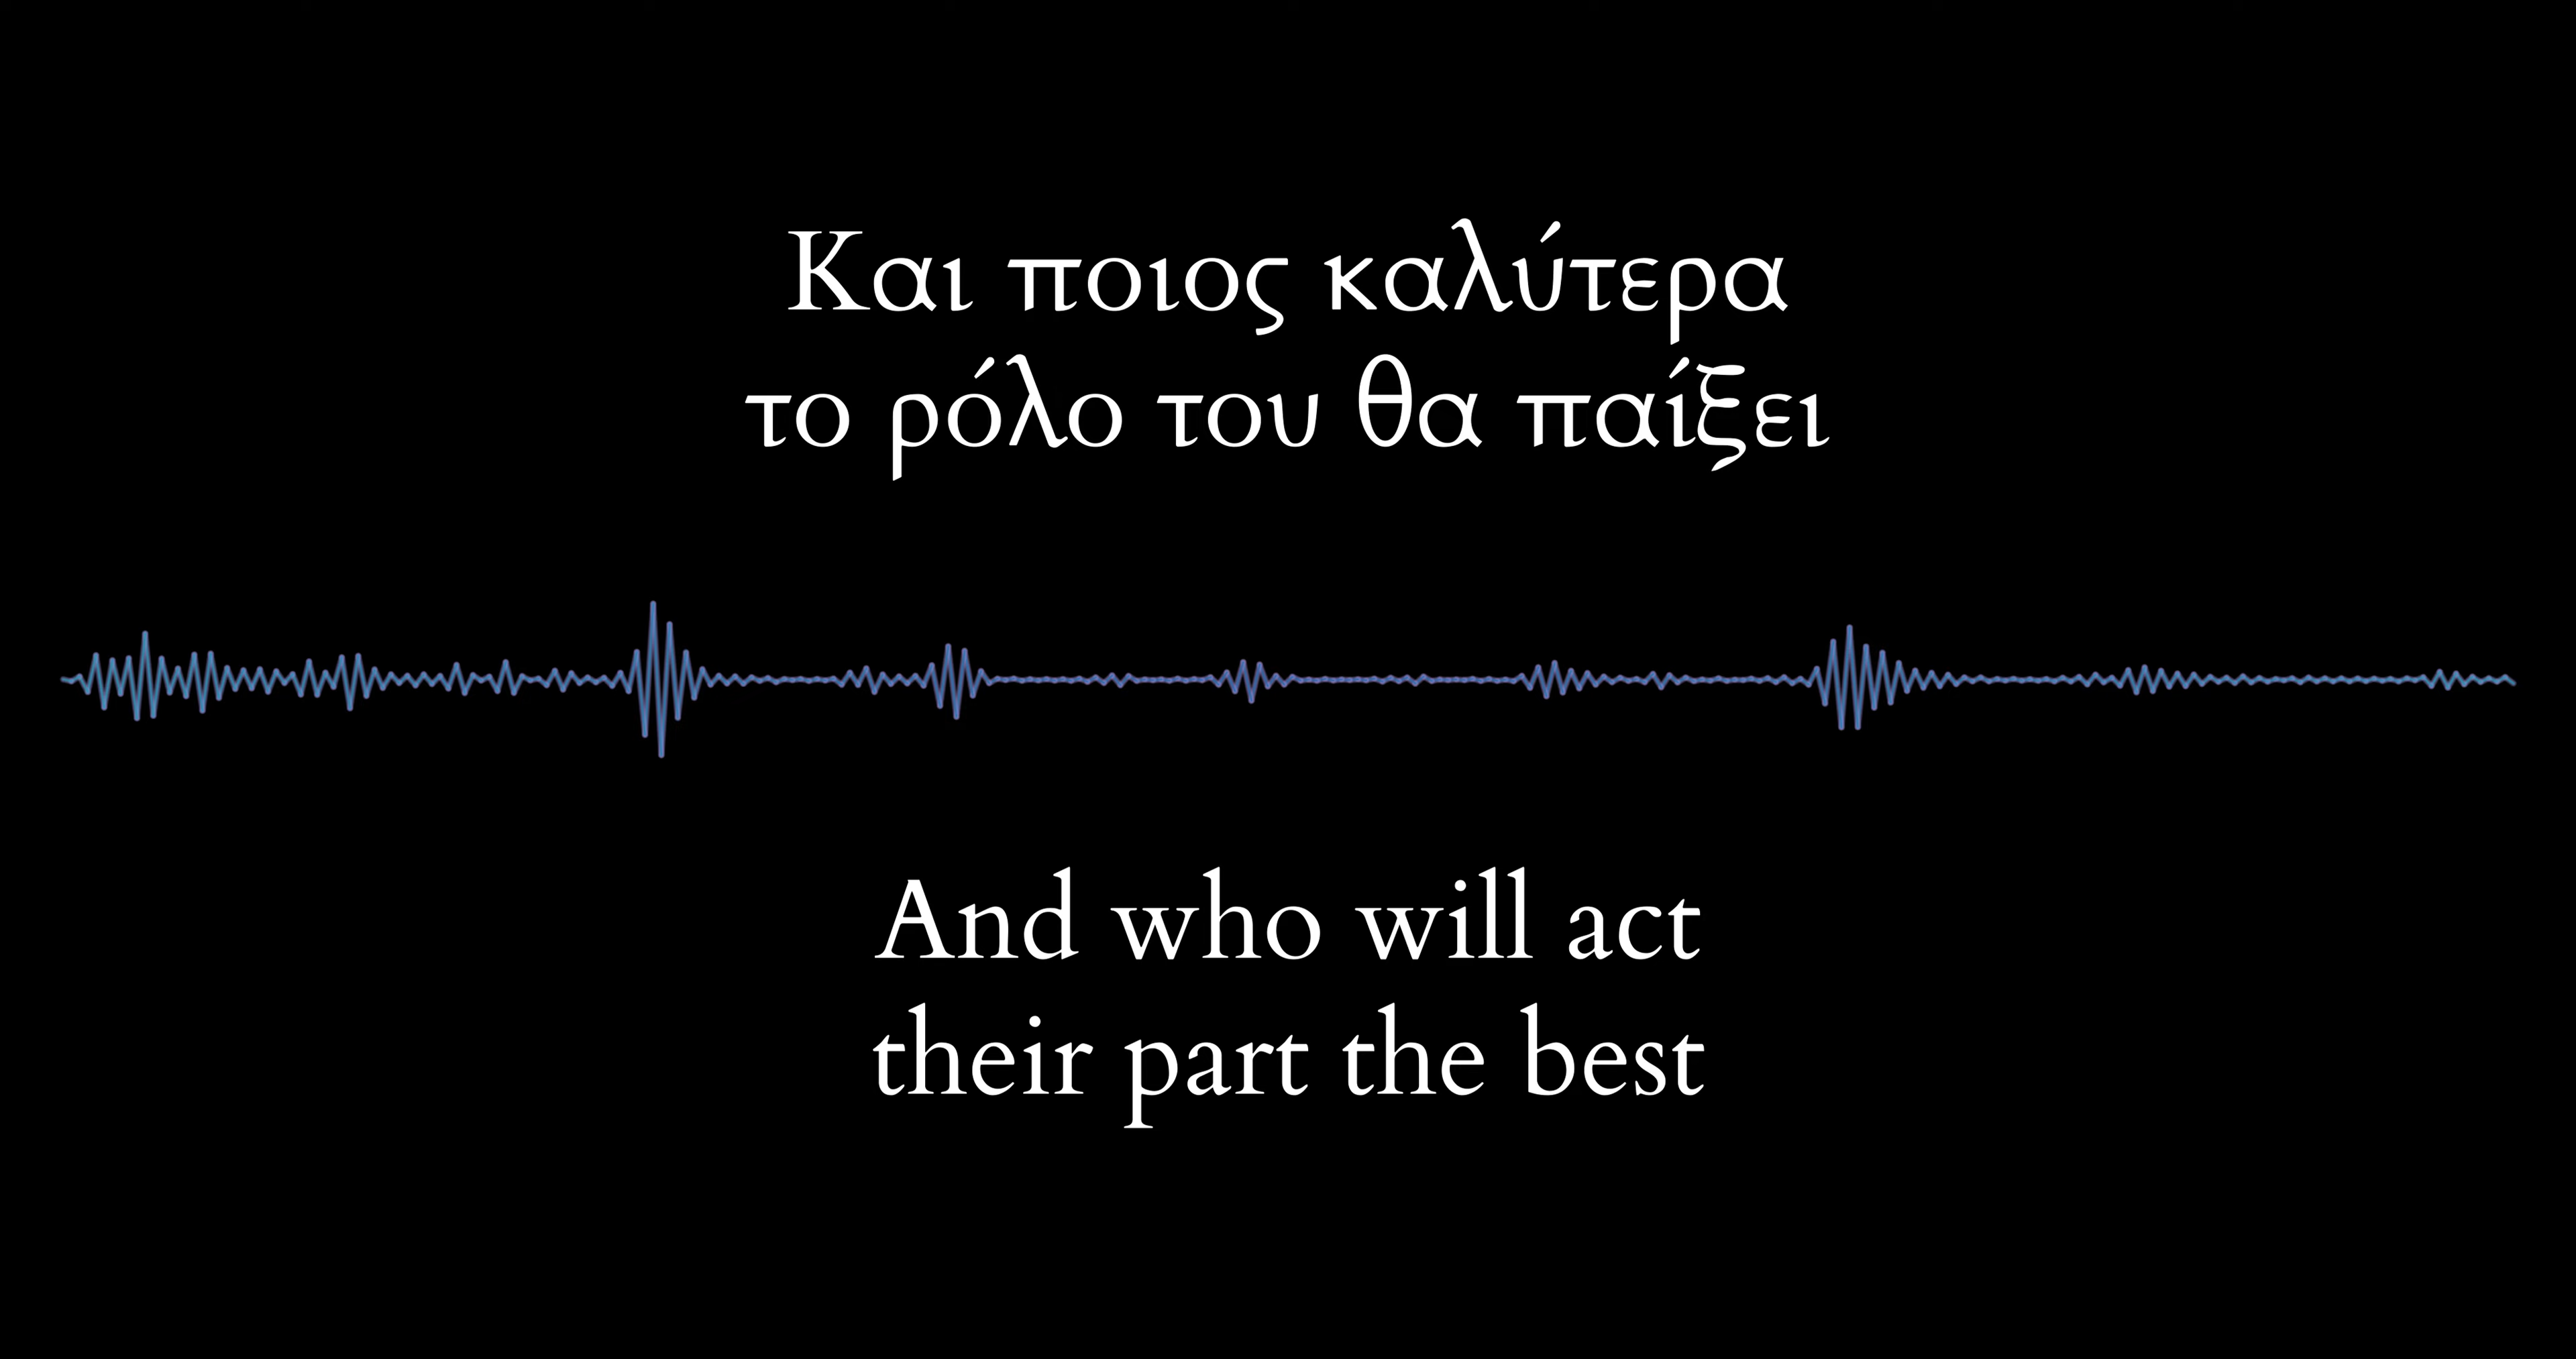 Και ποιος καλύτερα
το ρόλο του θα παίξει
And who will act
their part the best